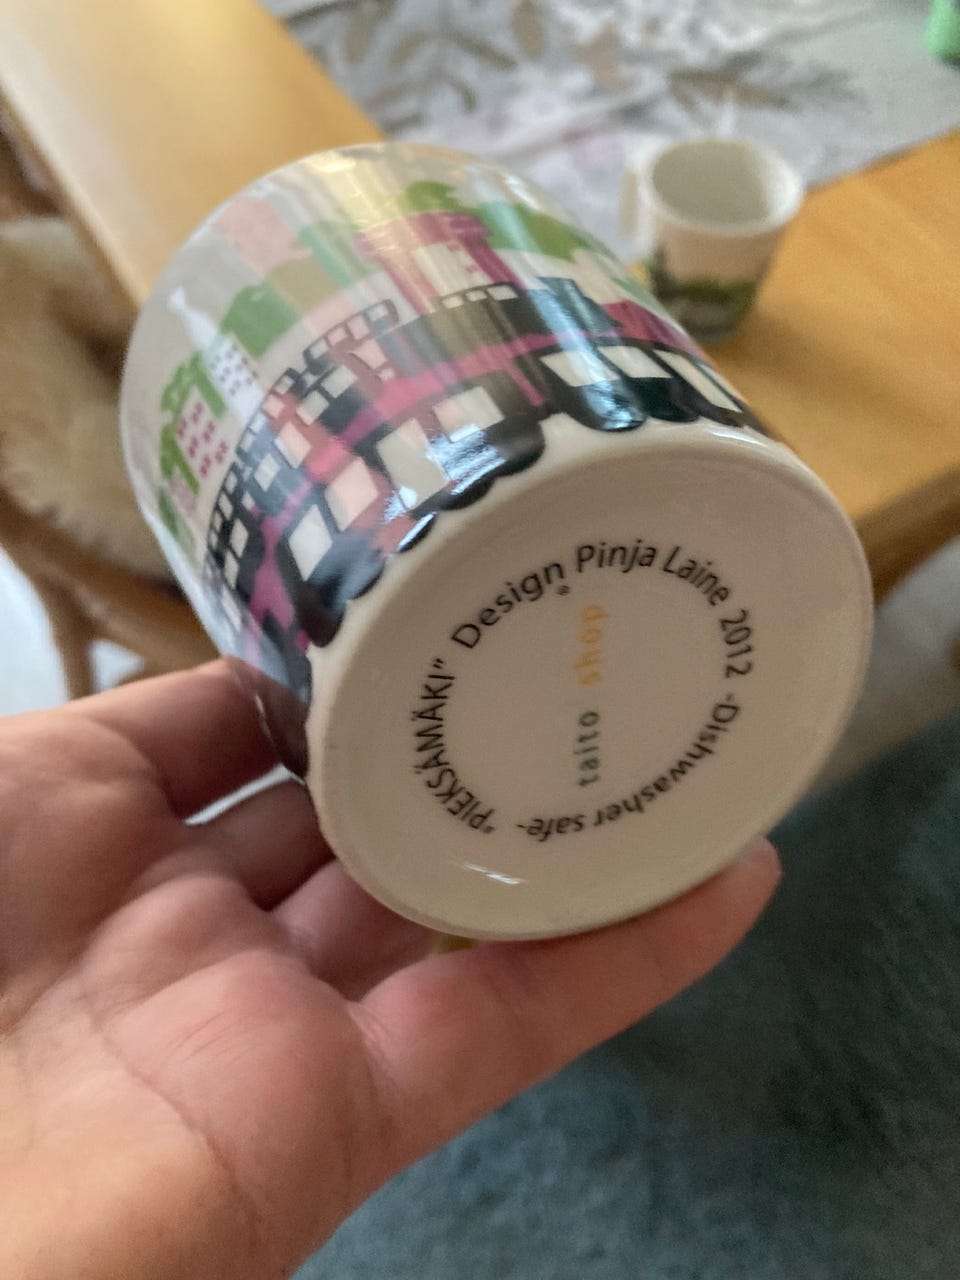 "PIEKSÄMÄKI" Design Pinja Laine 2012 -Dishwasher safe-
taito shop